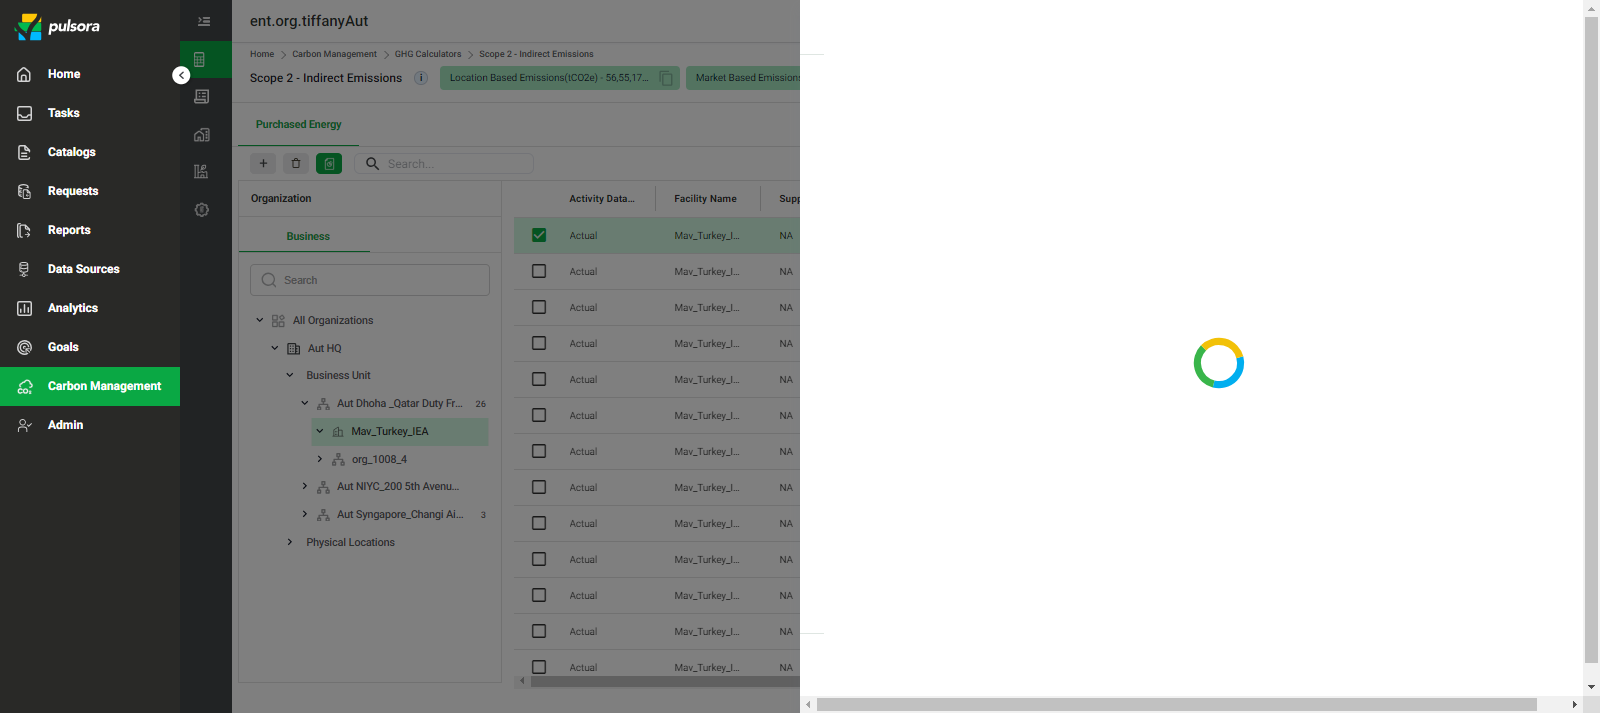 pulsora
Home
Tasks
Catalogs
Requests
Reports
Data Sources
Analytics
Goals
Carbon Management
Admin
ent.org.tiffanyAut
Home > Carbon Management > GHG Calculators > Scope 2 - Indirect Emissions
Scope 2 - Indirect Emissions
Location Based Emissions(tCO2e) - 56,55,17...
Market Based Emissions
Purchased Energy
Search...
Organization
Business
Search
All Organizations
Aut HQ
Business Unit
Aut Dhoha _Qatar Duty Fr... 26
Mav_Turkey_IEA
org_1008_4
Aut NIYC_200 5th Avenu...
Aut Syngapore_Changi Ai... 3
Physical Locations
Activity Data... Facility Name Supp
Actual Mav_Turkey_I... NA
Actual Mav_Turkey_I... NA
Actual Mav_Turkey_I... NA
Actual Mav_Turkey_I... NA
Actual Mav_Turkey_I... NA
Actual Mav_Turkey_I... NA
Actual Mav_Turkey_I... NA
Actual Mav_Turkey_I... NA
Actual Mav_Turkey_I... NA
Actual Mav_Turkey_I... NA
Actual Mav_Turkey_I... NA
Actual Mav_Turkey_I... NA
Actual Mav_Turkey_I... NA